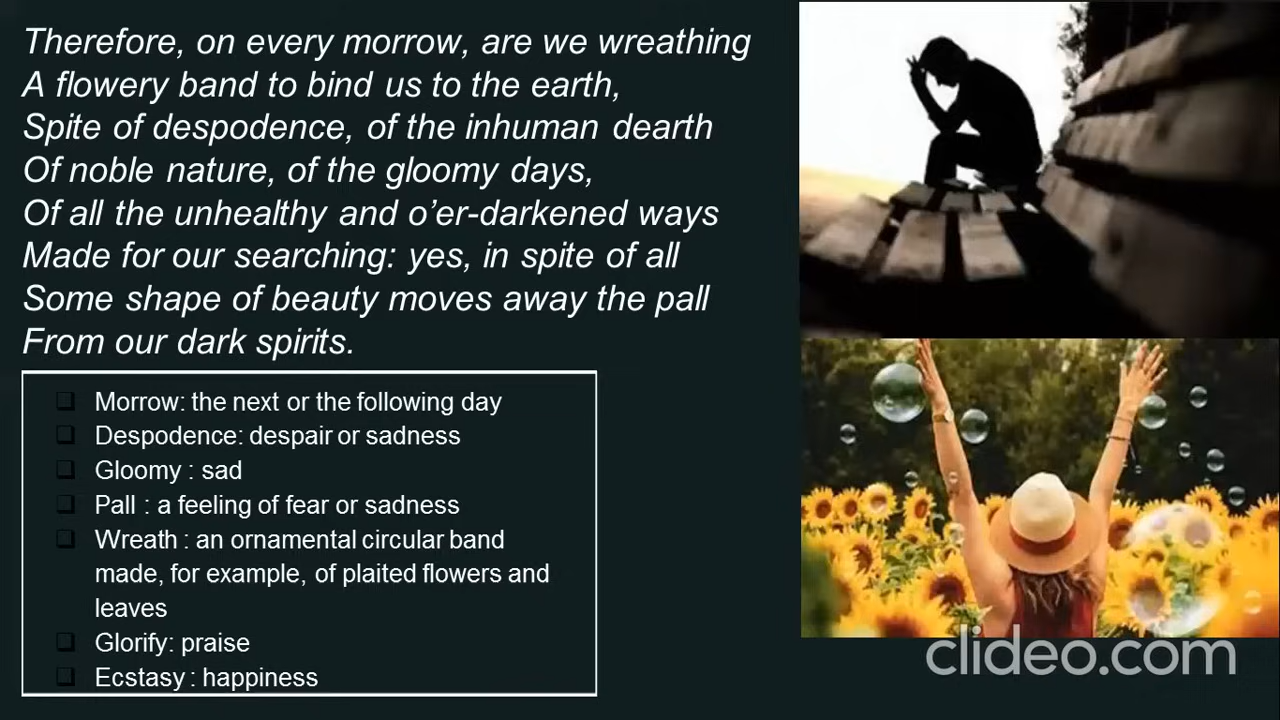 Therefore, on every morrow, are we wreathing
A flowery band to bind us to the earth,
Spite of despodence, of the inhuman dearth
Of noble nature, of the gloomy days,
Of all the unhealthy and o’er-darkened ways
Made for our searching: yes, in spite of all
Some shape of beauty moves away the pall
From our dark spirits.
Morrow: the next or the following day
Despodence: despair or sadness
Gloomy : sad
Pall : a feeling of fear or sadness
Wreath : an ornamental circular band
made, for example, of plaited flowers and
leaves
Glorify: praise
Ecstasy : happiness
clideo.com